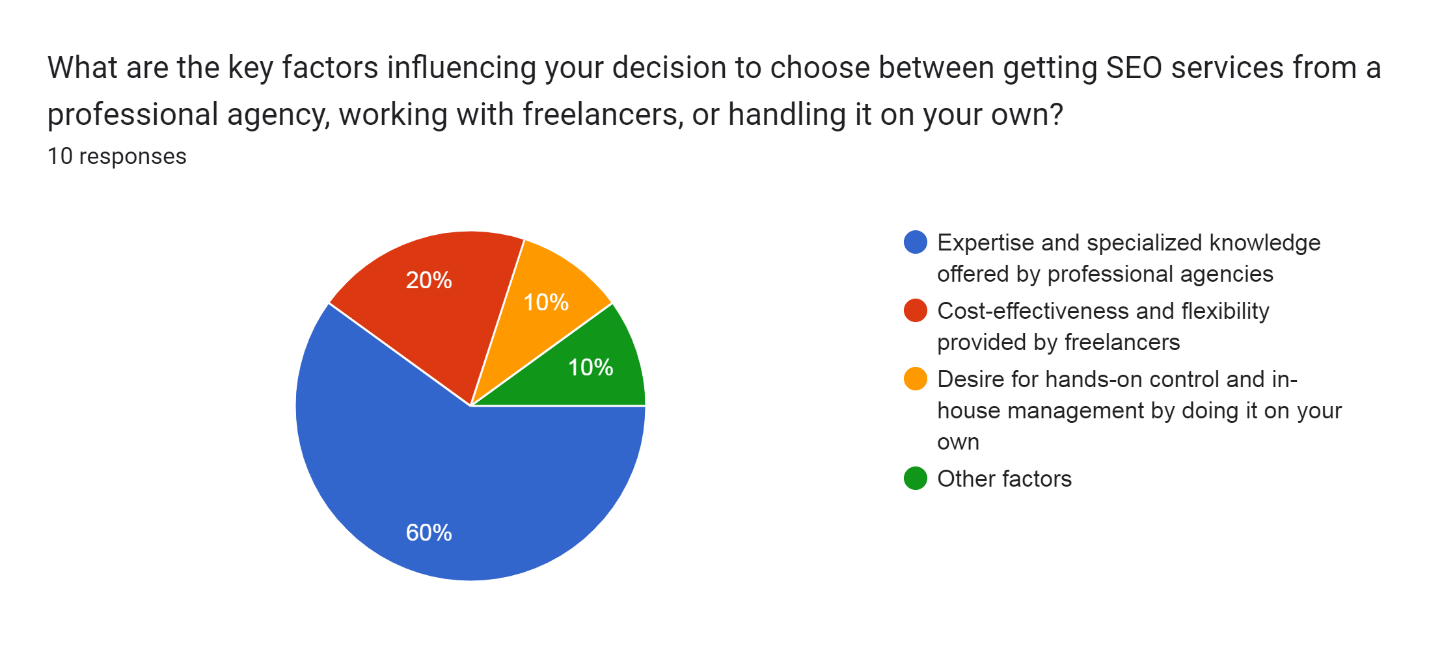 What are the key factors influencing your decision to choose between getting SEO services from a
professional agency, working with freelancers, or handling it on your own?
10 responses
20%
10%
10%
60%
Expertise and specialized knowledge
offered by professional agencies
Cost-effectiveness and flexibility
provided by freelancers
Desire for hands-on control and in-
house management by doing it on your
own
Other factors